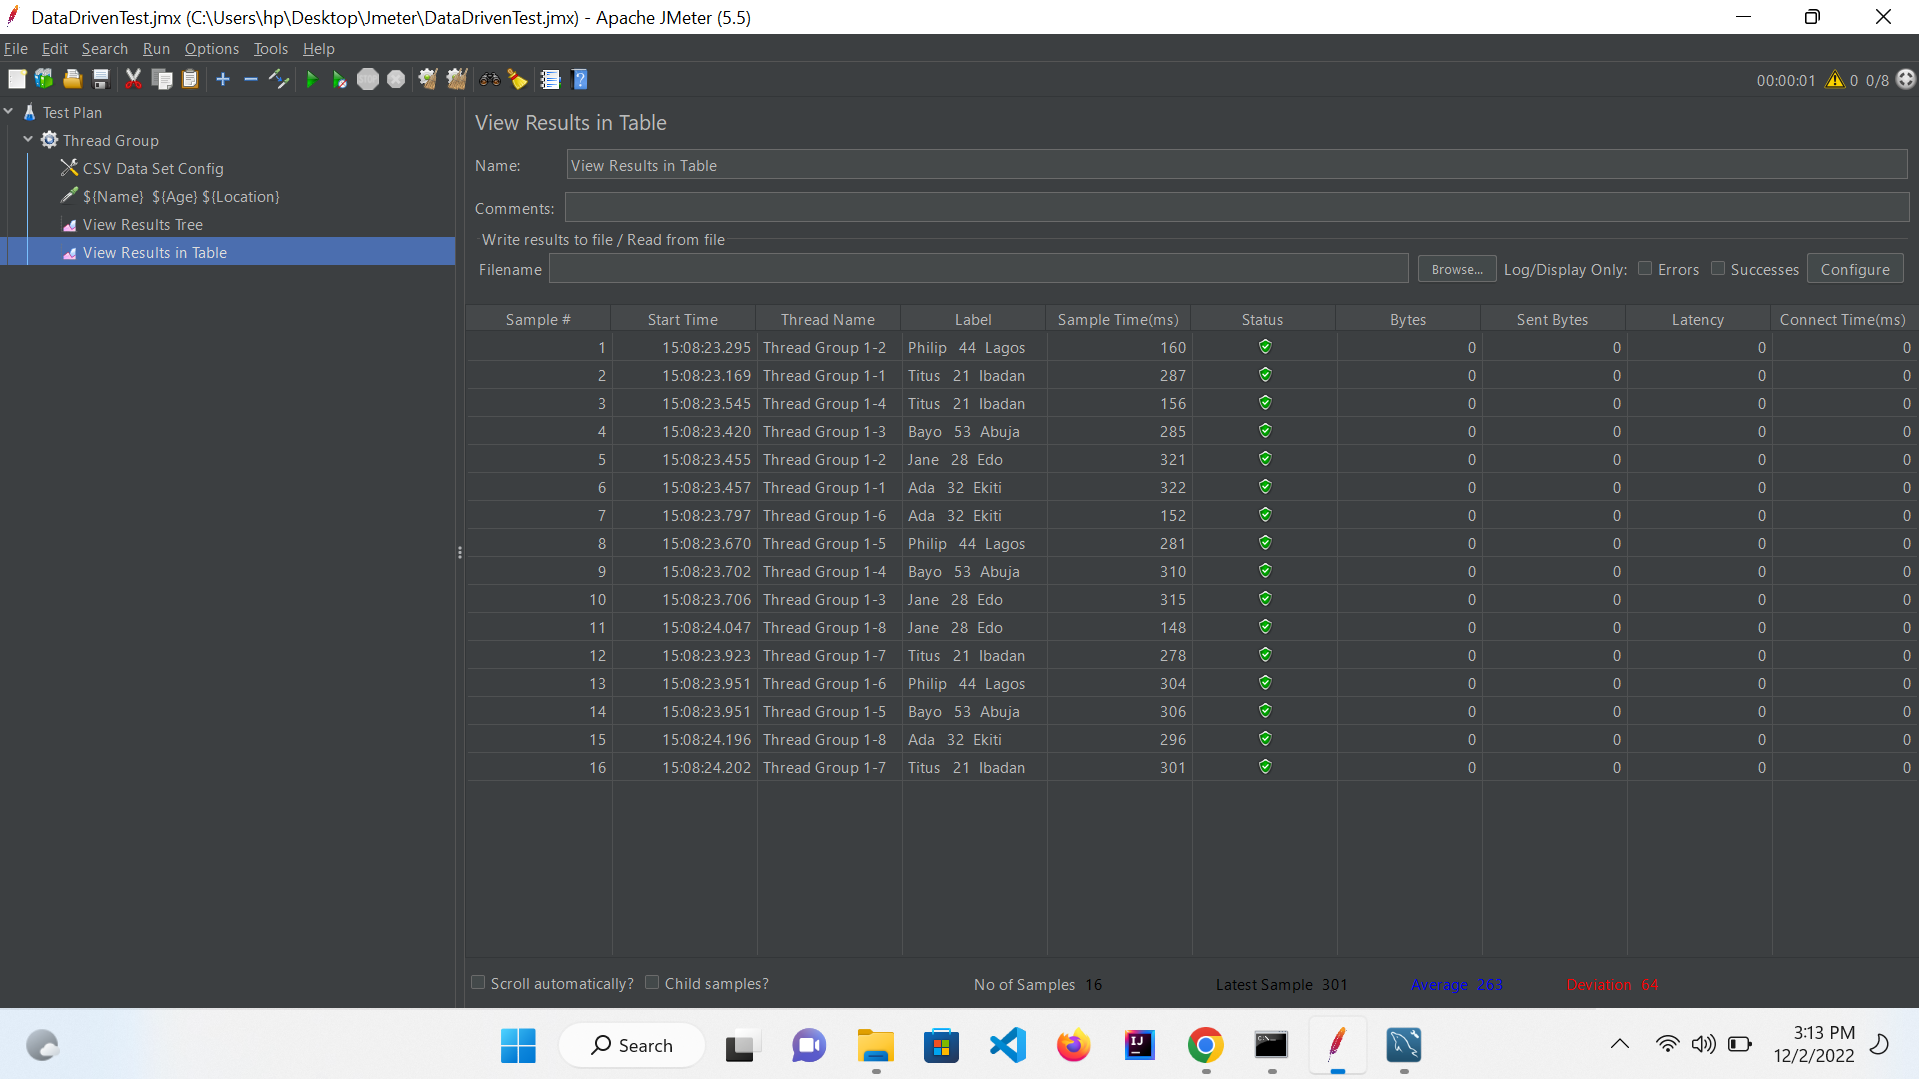 DataDrivenTest.jmx (C:\Users\hp\Desktop\Jmeter\DataDrivenTest.jmx) - Apache JMeter (5.5)
File Edit Search Run Options Tools Help
00:00:01 0 0/8
Test Plan
Thread Group
CSV Data Set Config
${Name} ${Age} ${Location}
View Results Tree
View Results in Table
View Results in Table
Name: View Results in Table
Comments:
Write results to file / Read from file
Filename Browse... Log/Display Only: Errors Successes Configure
Sample # Start Time Thread Name Label Sample Time(ms) Status Bytes Sent Bytes Latency Connect Time(ms)
1 15:08:23.295 Thread Group 1-2 Philip 44 Lagos 160 0 0 0 0
2 15:08:23.169 Thread Group 1-1 Titus 21 Ibadan 287 0 0 0 0
3 15:08:23.545 Thread Group 1-4 Titus 21 Ibadan 156 0 0 0 0
4 15:08:23.420 Thread Group 1-3 Bayo 53 Abuja 285 0 0 0 0
5 15:08:23.455 Thread Group 1-2 Jane 28 Edo 321 0 0 0 0
6 15:08:23.457 Thread Group 1-1 Ada 32 Ekiti 322 0 0 0 0
7 15:08:23.797 Thread Group 1-6 Ada 32 Ekiti 152 0 0 0 0
8 15:08:23.670 Thread Group 1-5 Philip 44 Lagos 281 0 0 0 0
9 15:08:23.702 Thread Group 1-4 Bayo 53 Abuja 310 0 0 0 0
10 15:08:23.706 Thread Group 1-3 Jane 28 Edo 315 0 0 0 0
11 15:08:24.047 Thread Group 1-8 Jane 28 Edo 148 0 0 0 0
12 15:08:23.923 Thread Group 1-7 Titus 21 Ibadan 278 0 0 0 0
13 15:08:23.951 Thread Group 1-6 Philip 44 Lagos 304 0 0 0 0
14 15:08:23.951 Thread Group 1-5 Bayo 53 Abuja 306 0 0 0 0
15 15:08:24.196 Thread Group 1-8 Ada 32 Ekiti 296 0 0 0 0
16 15:08:24.202 Thread Group 1-7 Titus 21 Ibadan 301 0 0 0 0
Scroll automatically? Child samples? No of Samples 16 Latest Sample 301 Average 263 Deviation 64
Search
3:13 PM
12/2/2022